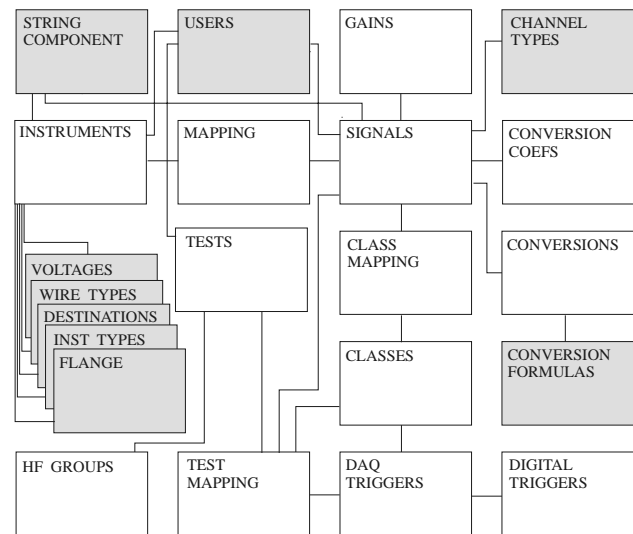 STRING
COMPONENT
USERS
GAINS
CHANNEL
TYPES
INSTRUMENTS
MAPPING
SIGNALS
CONVERSION
COEFS
TESTS
CLASS
MAPPING
CONVERSIONS
VOLTAGES
WIRE TYPES
DESTINATIONS
INST TYPES
FLANGE
CLASSES
CONVERSION
FORMULAS
HF GROUPS
TEST
MAPPING
DAQ
TRIGGERS
DIGITAL
TRIGGERS